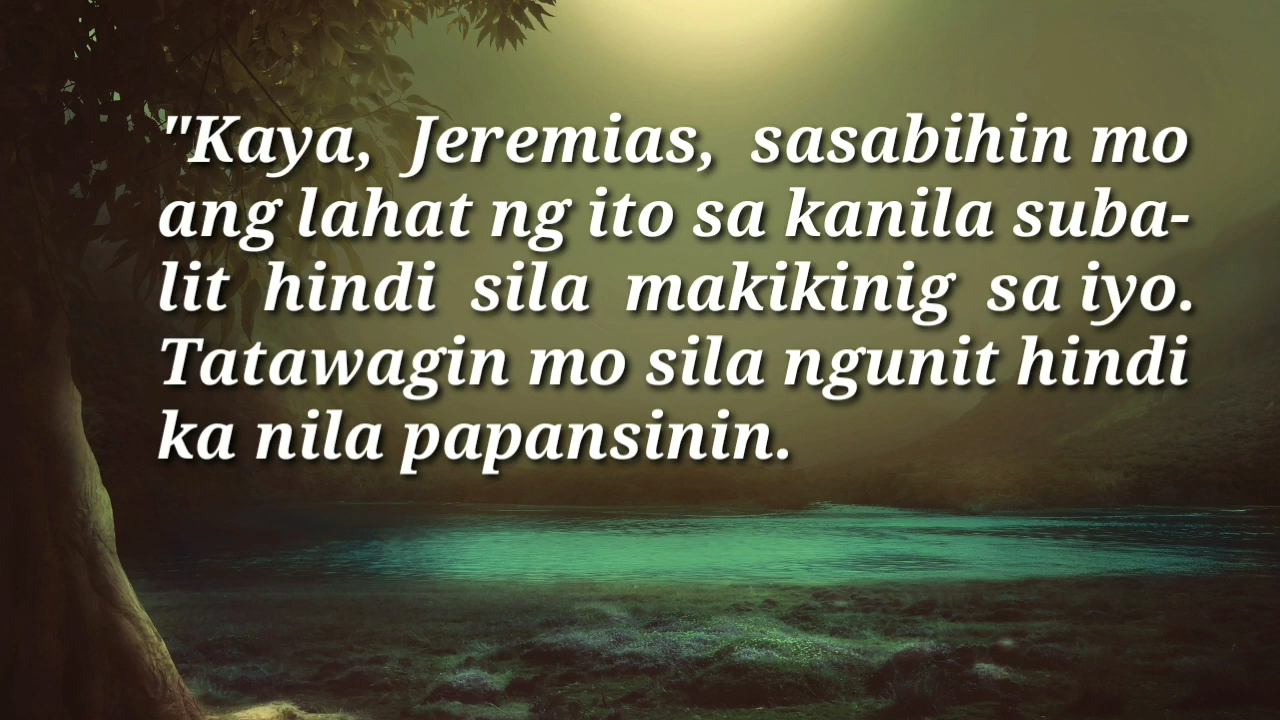 "Kaya, Jeremias, sasabihin mo
ang lahat ng ito sa kanila suba-
lit hindi sila makikinig sa iyo.
Tatawagin mo sila ngunit hindi
ka nila papansinin.